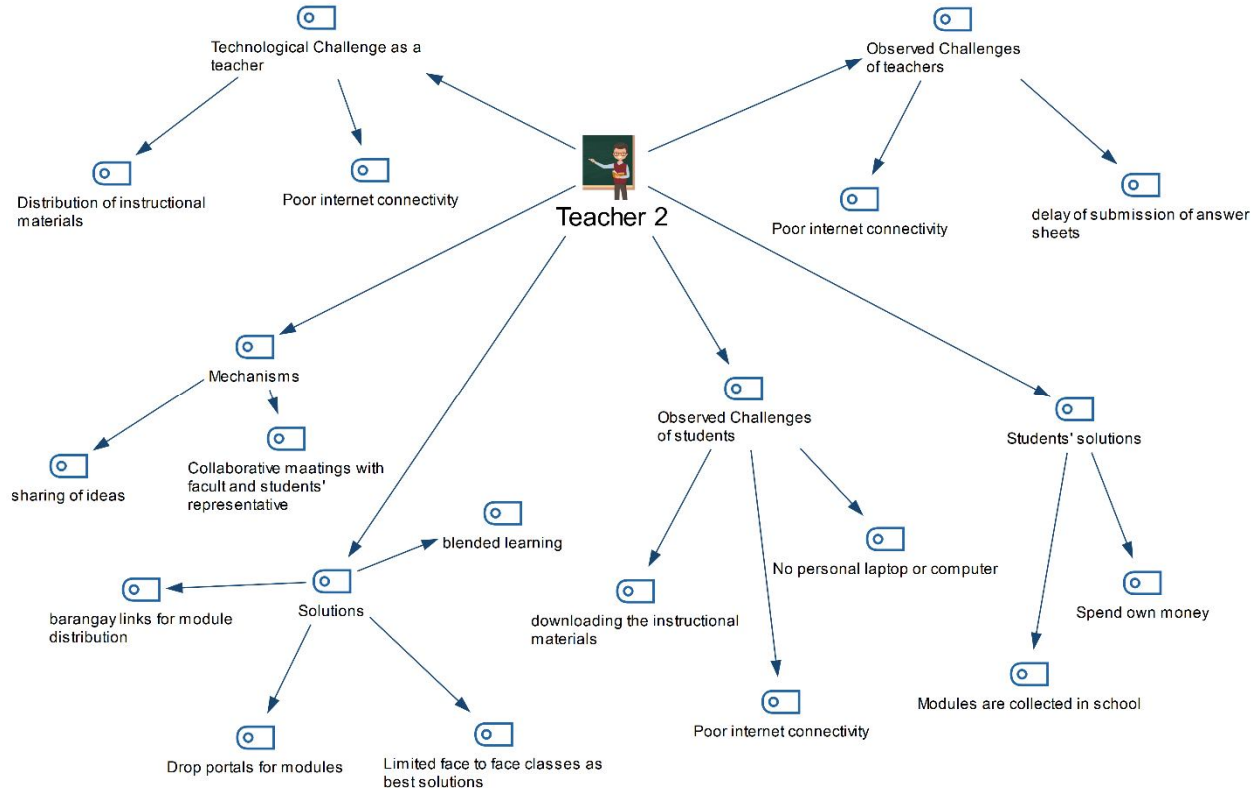 Technological Challenge as a
teacher
Observed Challenges
of teachers
Distribution of instructional
materials
Poor internet connectivity
Teacher 2
Poor internet connectivity
delay of submission of answer
sheets
Mechanisms
sharing of ideas
Collaborative maatings with
facult and students'
representative
Observed Challenges
of students
Students' solutions
blended learning
barangay links for module
distribution
Solutions
downloading the instructional
materials
No personal laptop or computer
Spend own money
Modules are collected in school
Poor internet connectivity
Drop portals for modules
Limited face to face classes as
best solutions